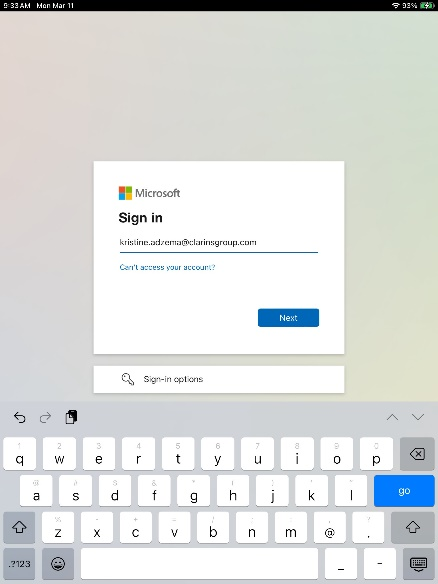 9:33 AM Mon Mar 11 93%
Microsoft
Sign in
kristine.adzema@clarinsgroup.com
Can't access your account?
Next
Sign-in options
1 2 3 4 5 6 7 8 9 0
q w e r t y u i o p
@ # $ & * ( ) ' "
a s d f g h j k l go
% - + = / ; : ! ?
z x c v b n m @ .
.?123 _ -